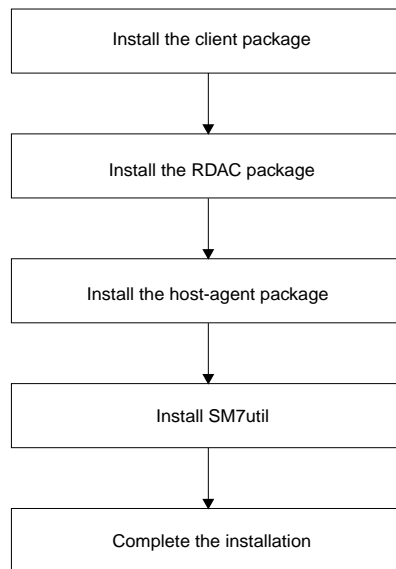 Install the client package
Install the RDAC package
Install the host-agent package
Install SM7util
Complete the installation